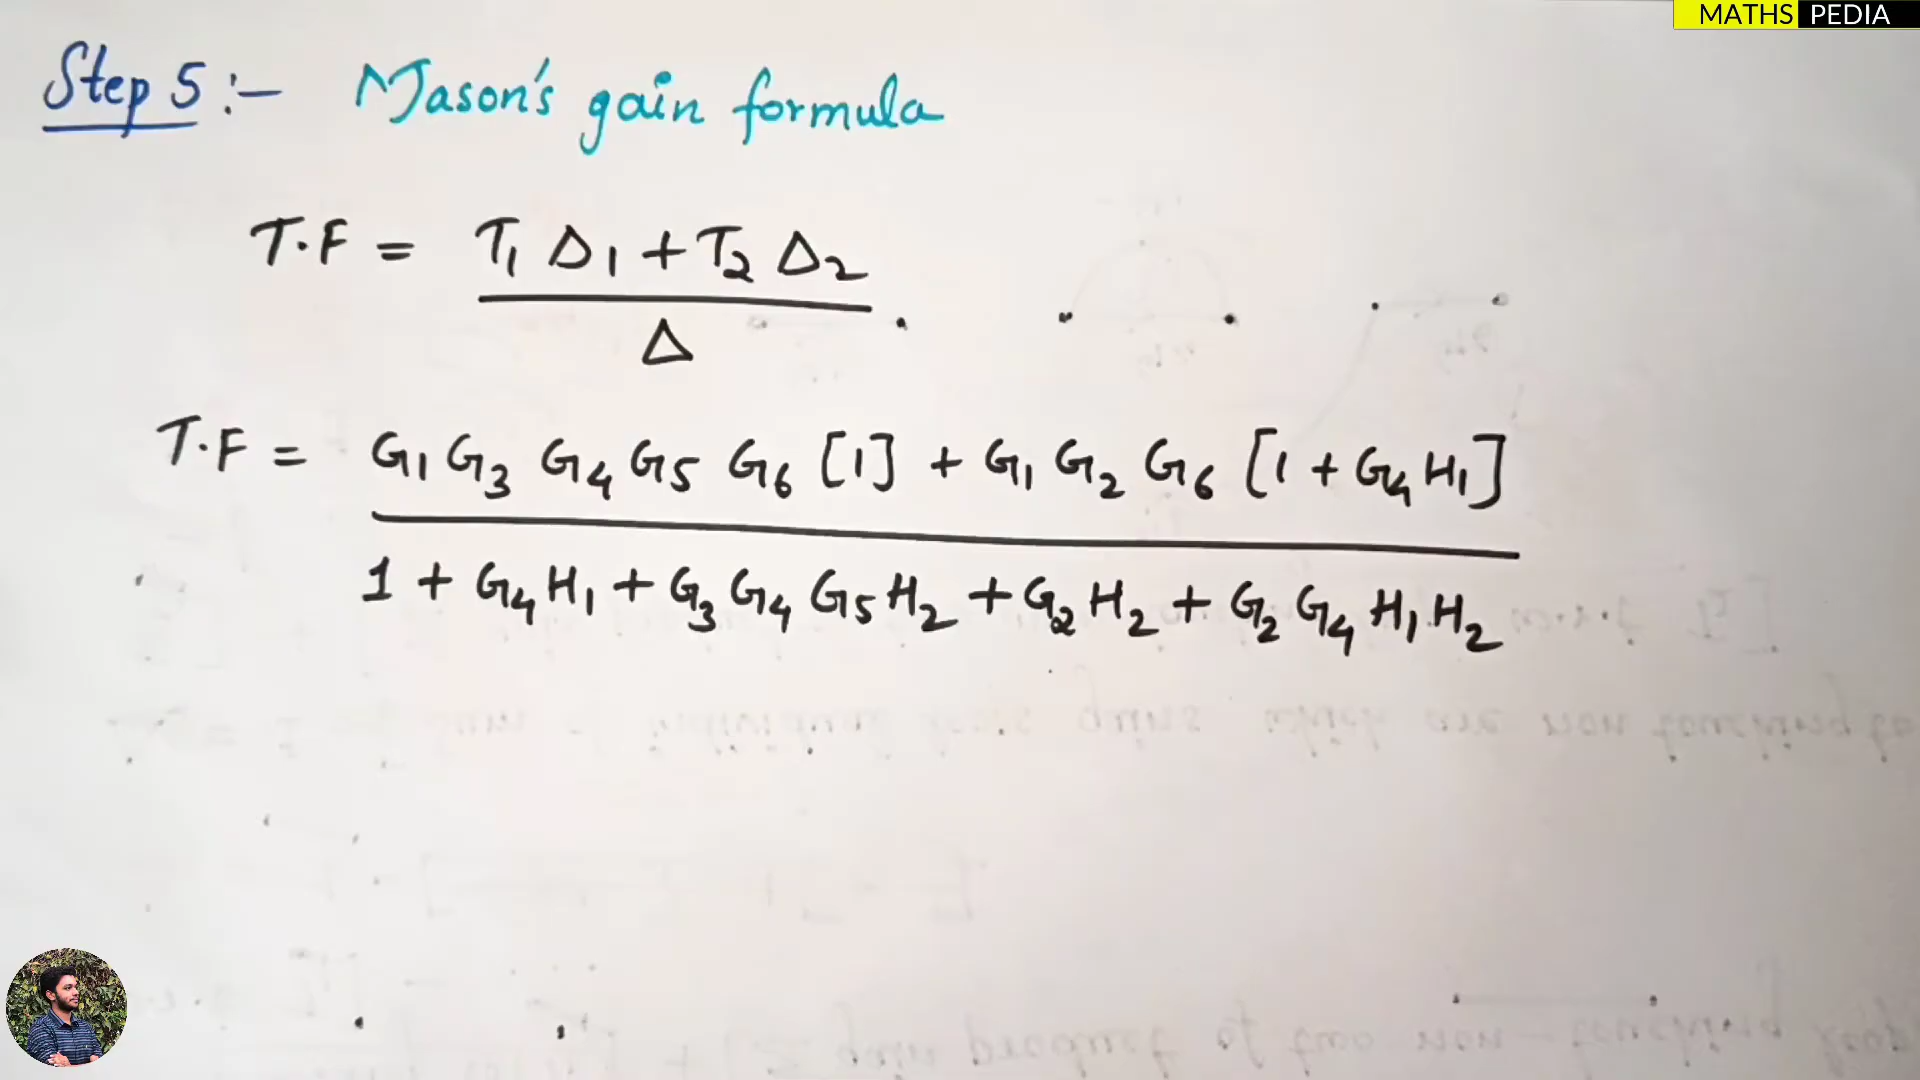 MATHS PEDIA
Step 5 :- Mason's gain formula
T.F = T₁ Δ₁ + T₂ Δ₂
Δ
T.F = G₁ G₃ G₄ G₅ G₆ [1] + G₁ G₂ G₆ [1 + G₄ H₁]
1 + G₄ H₁ + G₃ G₄ G₅ H₂ + G₂ H₂ + G₂ G₄ H₁ H₂